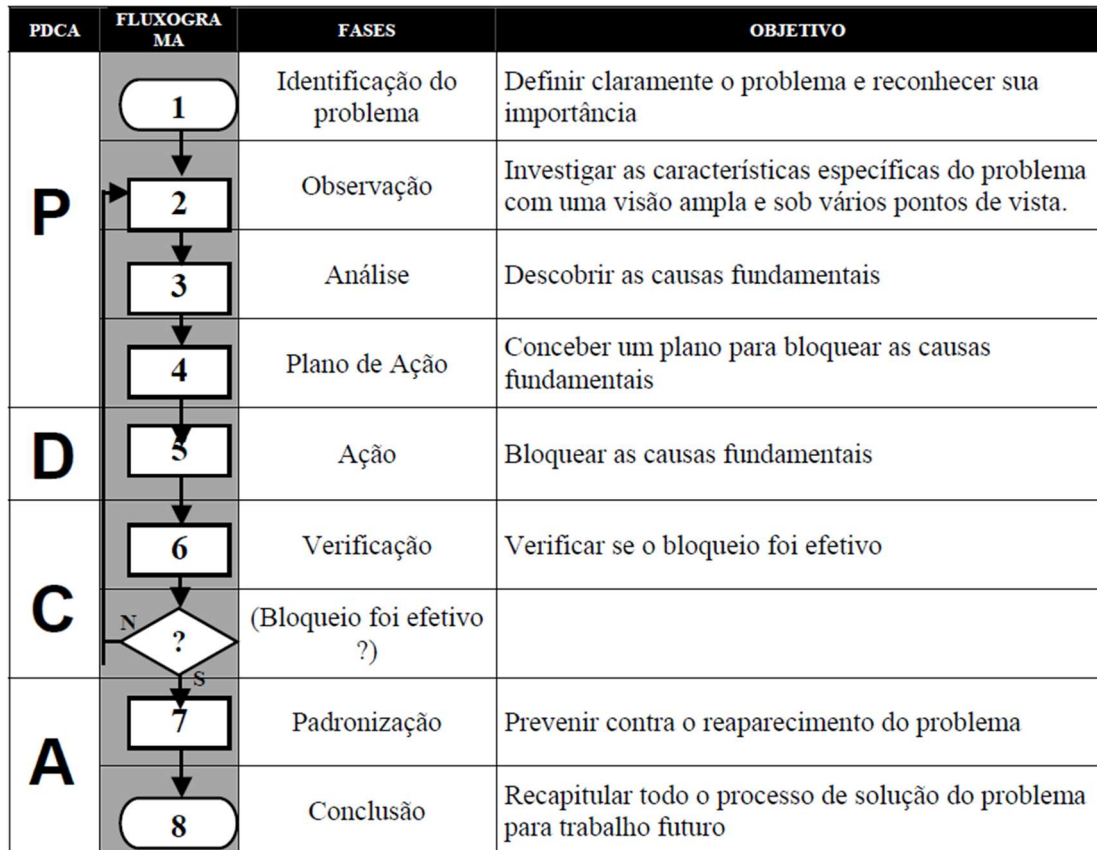 PDCA
FLUXOGRA
MA
FASES
OBJETIVO
P
1
Identificação do
problema
Definir claramente o problema e reconhecer sua
importância
2
Observação
Investigar as características específicas do problema
com uma visão ampla e sob vários pontos de vista.
3
Análise
Descobrir as causas fundamentais
4
Plano de Ação
Conceber um plano para bloquear as causas
fundamentais
D
5
Ação
Bloquear as causas fundamentais
C
6
Verificação
Verificar se o bloqueio foi efetivo
N
?
S
(Bloqueio foi efetivo
?)
A
7
Padronização
Prevenir contra o reaparecimento do problema
8
Conclusão
Recapitular todo o processo de solução do problema
para trabalho futuro